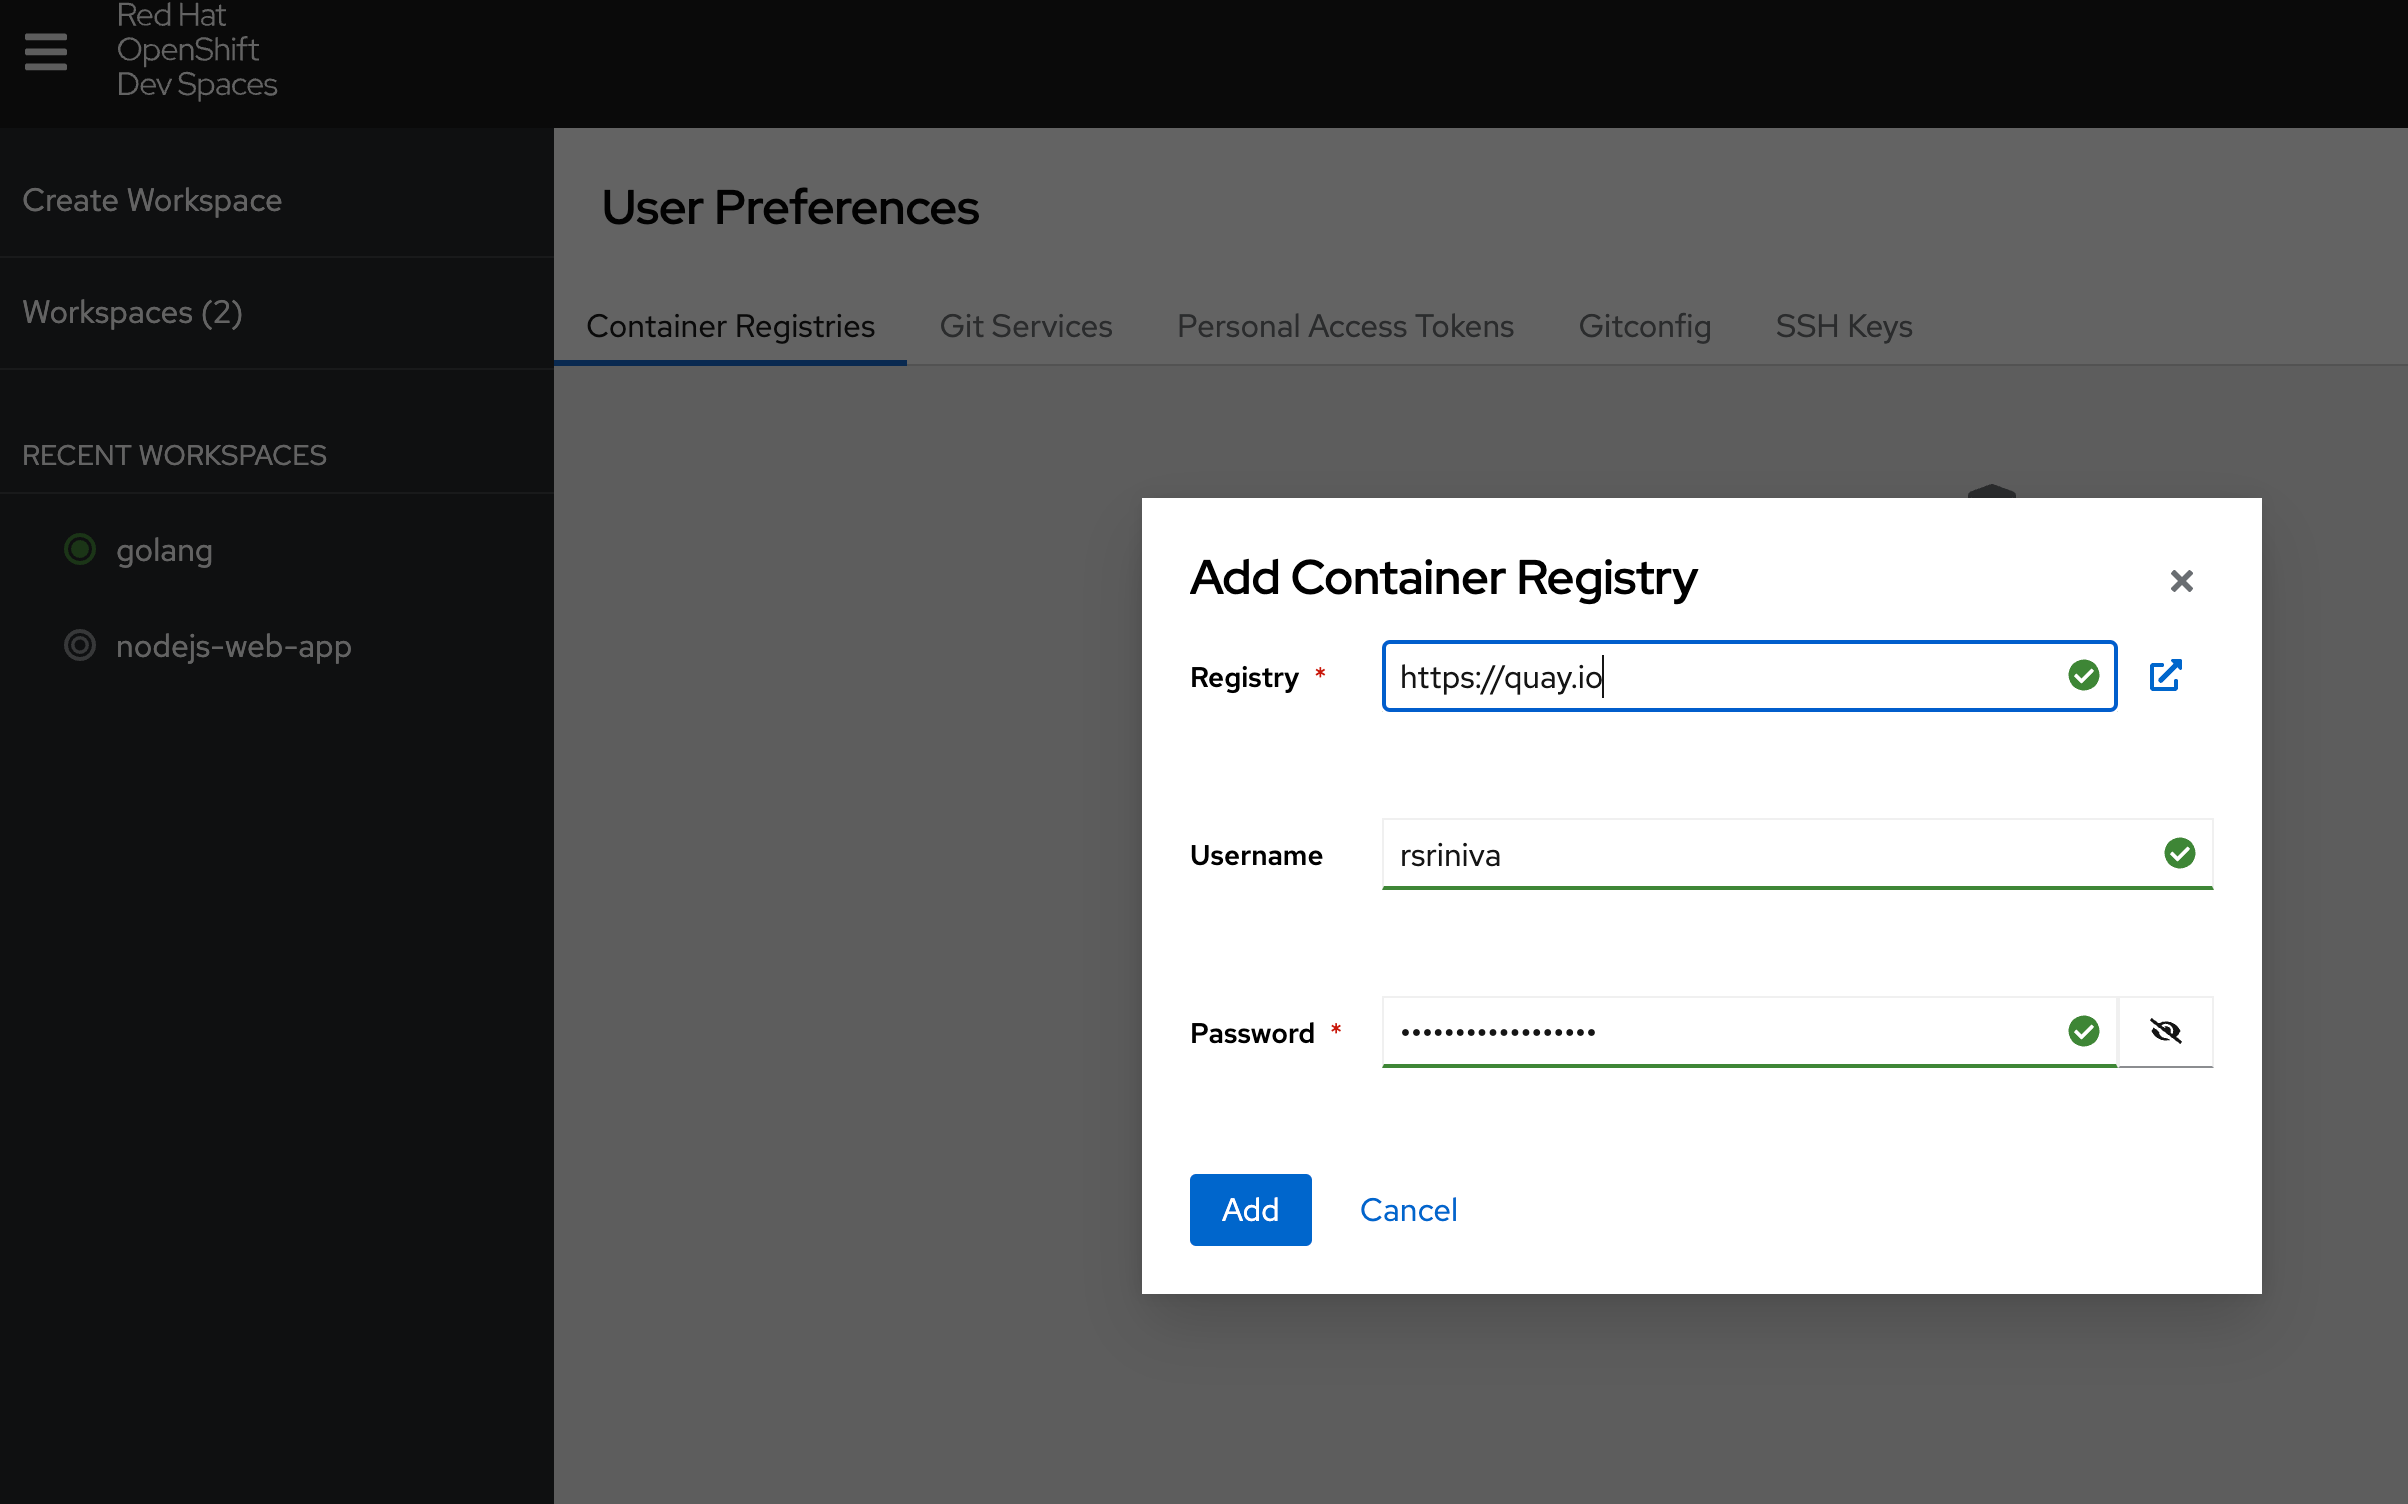 Red Hat
OpenShift
Dev Spaces
Create Workspace
Workspaces (2)
RECENT WORKSPACES
golang
nodejs-web-app
User Preferences
Container Registries Git Services Personal Access Tokens Gitconfig SSH Keys
Add Container Registry
Registry * https://quay.io
Username rsriniva
Password * ••••••••••••••••••
Add Cancel